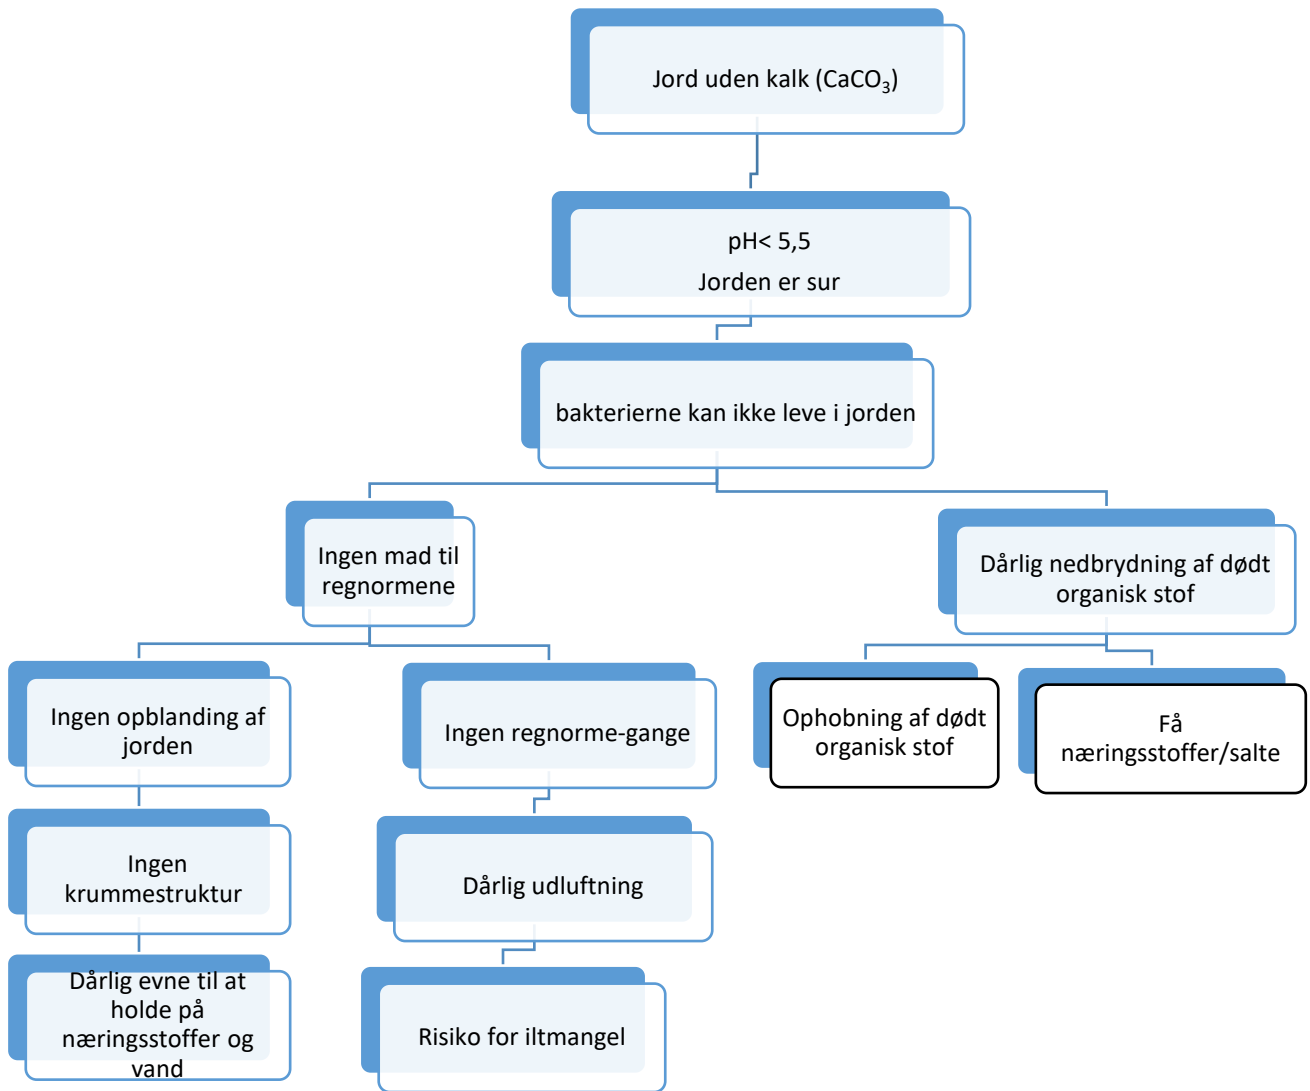 Jord uden kalk (CaCO₃)
pH< 5,5
Jorden er sur
bakterierne kan ikke leve i jorden
Ingen mad til
regnormene
Dårlig nedbrydning af dødt
organisk stof
Ingen opblanding af
jorden
Ingen regnorme-gange
Ophobning af dødt
organisk stof
Få
næringsstoffer/salte
Ingen
krummestruktur
Dårlig udluftning
Dårlig evne til at
holde på
næringsstoffer og
vand
Risiko for iltmangel